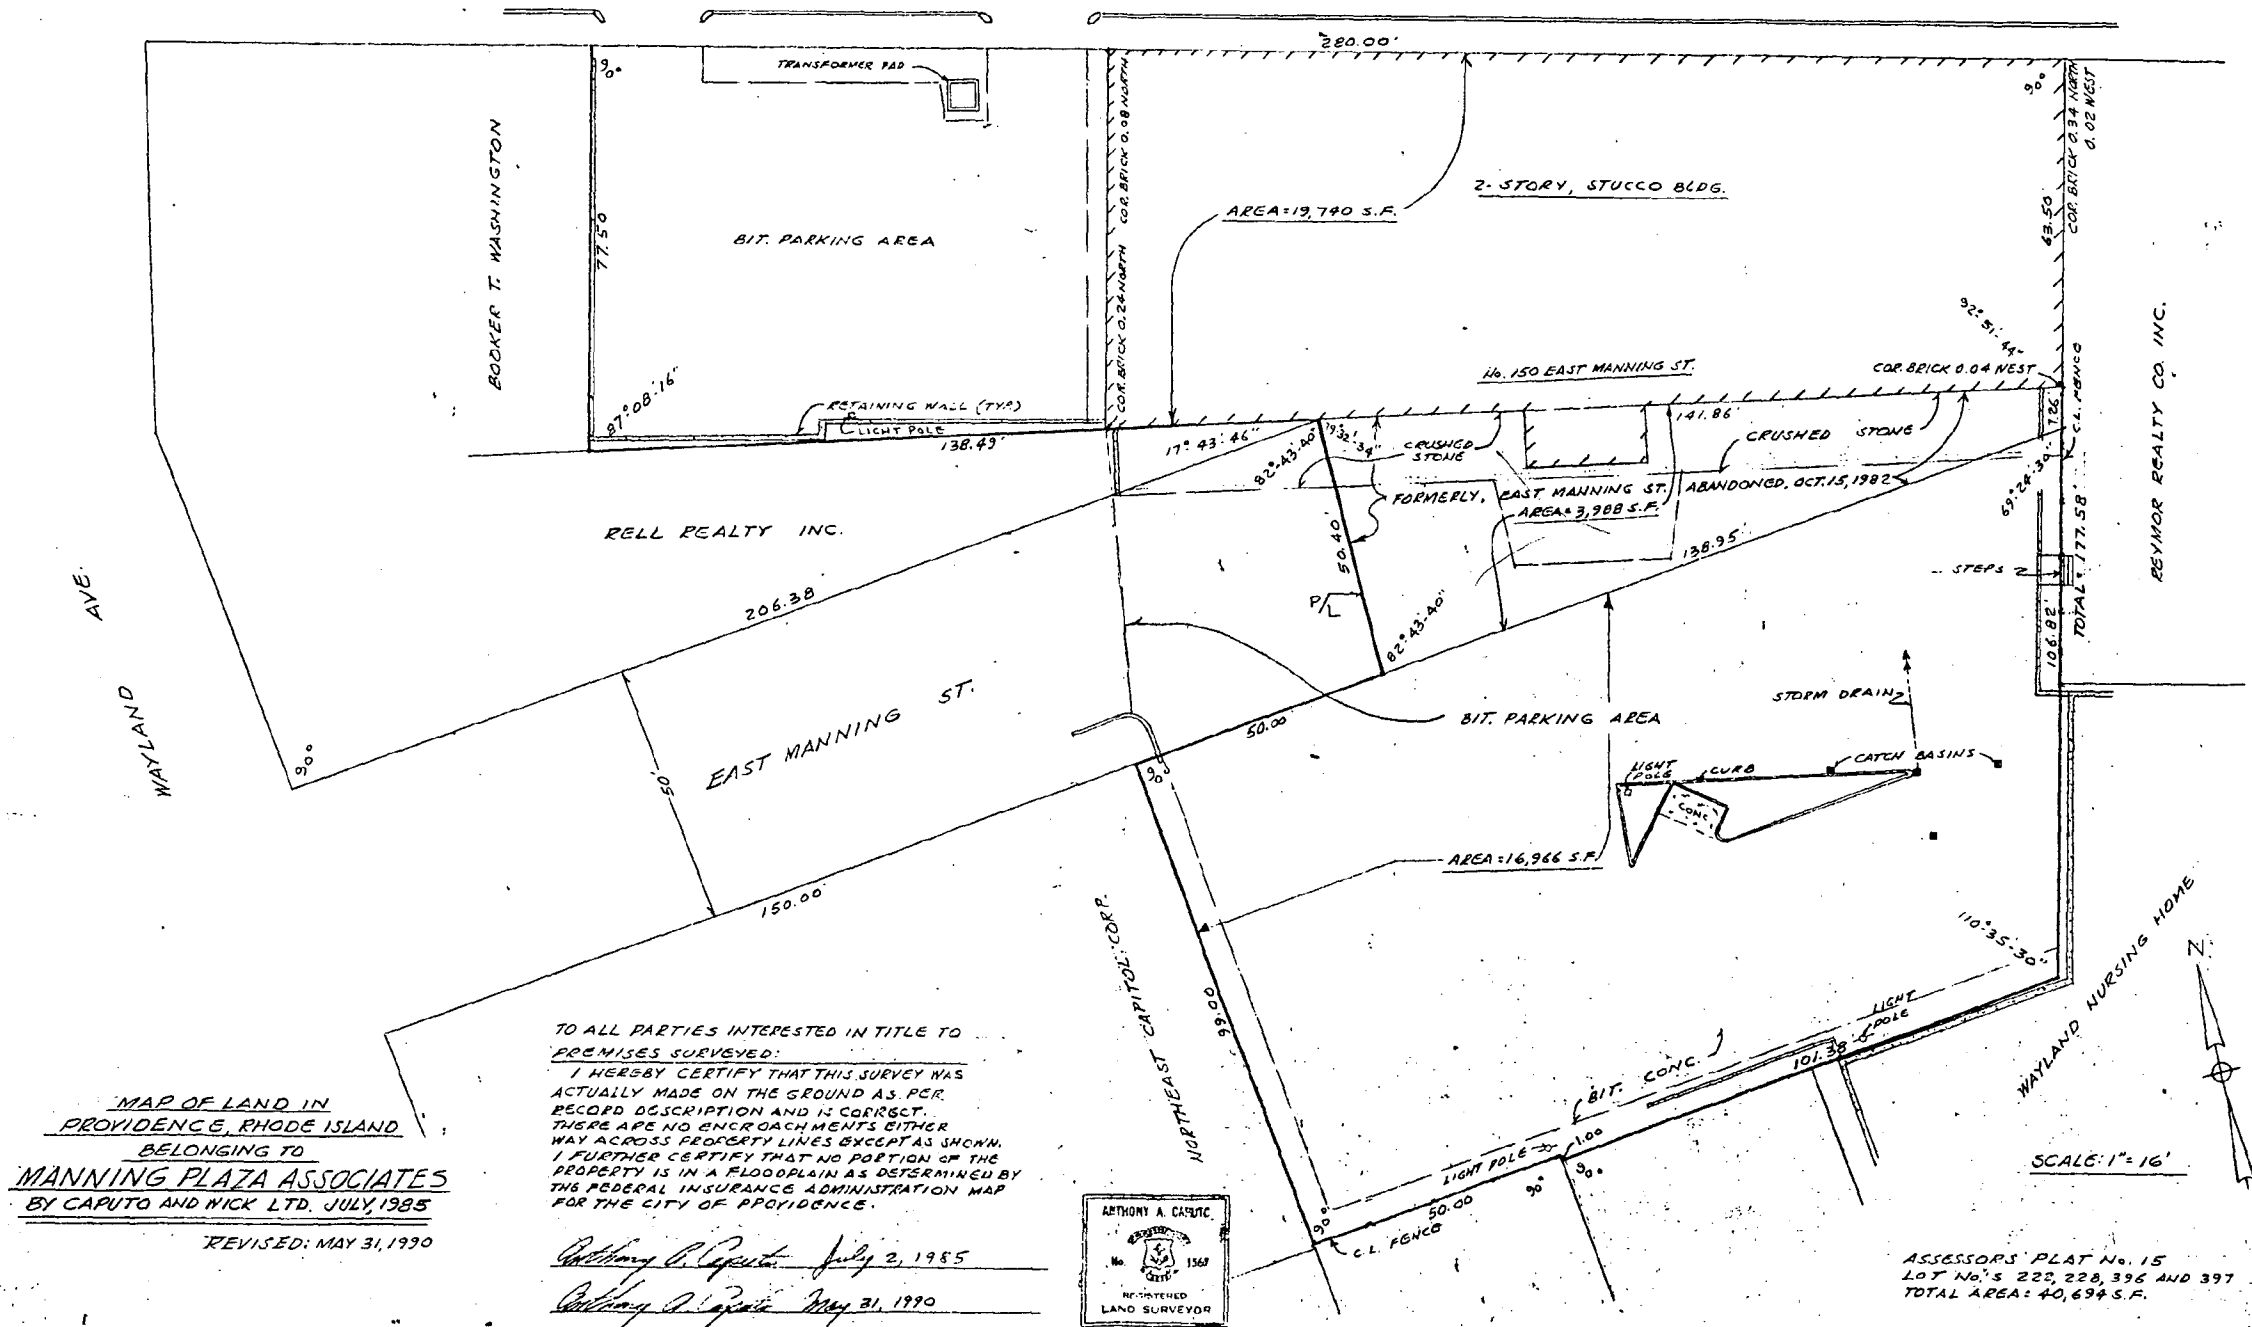 280.00'
TRANSFORMER PAD
90°
90°
COR. BRICK 0.08 NORTH
COR. BRICK 0.34 NORTH
0.02 WEST
BOOKER T. WASHINGTON
77.50
BIT. PARKING AREA
AREA=19,740 S.F.
2-STORY, STUCCO BLDG.
63.50'
COR. BRICK 0.24 NORTH
92°51'44"
REYMOR REALTY CO. INC.
No. 150 EAST MANNING ST.
COR. BRICK 0.04 WEST
C.L. FENCE
87°08'16"
RETAINING WALL (TYP.)
LIGHT POLE
138.49'
17°43'46"
82°43'40"
19°32'34"
CRUSHED
STONE
141.86'
CRUSHED STONE
7.26'
69°24'30"
FORMERLY, EAST MANNING ST. ABANDONED, OCT. 15, 1982
AREA=3,988 S.F.
RELL REALTY INC.
50.40'
138.95'
TOTAL=177.58'
STEPS
WAYLAND AVE.
206.38
P/L
82°43'40"
106.82'
EAST MANNING ST.
50'
STORM DRAIN
BIT. PARKING AREA
50.00
90°
90°
LIGHT
POLE
CURB
CATCH BASINS
CONC.
150.00
AREA=16,966 S.F.
NORTHEAST CAPITOL CORP.
99.00
110°35'30"
WAYLAND NURSING HOME
N
LIGHT
POLE
101.38
BIT. CONC.
1.00
LIGHT POLE
90°
90°
50.00
90°
C.L. FENCE
SCALE: 1"=16'
TO ALL PARTIES INTERESTED IN TITLE TO
PREMISES SURVEYED:
I HEREBY CERTIFY THAT THIS SURVEY WAS
ACTUALLY MADE ON THE GROUND AS PER
RECORD DESCRIPTION AND IS CORRECT.
THERE ARE NO ENCROACHMENTS EITHER
WAY ACROSS PROPERTY LINES EXCEPT AS SHOWN.
I FURTHER CERTIFY THAT NO PORTION OF THE
PROPERTY IS IN A FLOODPLAIN AS DETERMINED BY
THE FEDERAL INSURANCE ADMINISTRATION MAP
FOR THE CITY OF PROVIDENCE.
Anthony A. Caputo July 2, 1985
Anthony A. Caputo May 31, 1990
MAP OF LAND IN
PROVIDENCE, RHODE ISLAND
BELONGING TO
MANNING PLAZA ASSOCIATES
BY CAPUTO AND WICK LTD. JULY, 1985
REVISED: MAY 31, 1990
ANTHONY A. CAPUTO
No.
REGISTERED
LAND SURVEYOR
ASSESSORS PLAT No. 15
LOT No.'S 222, 228, 396 AND 397
TOTAL AREA: 40,694 S.F.